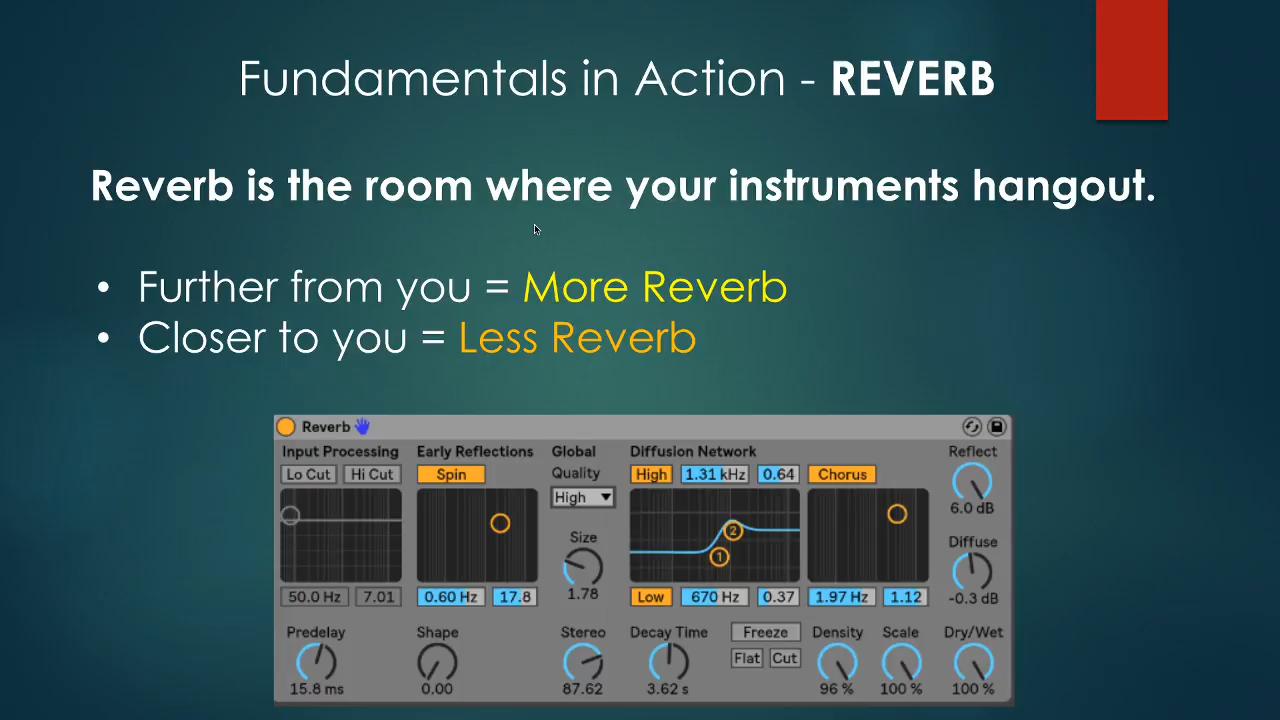 Fundamentals in Action - REVERB
Reverb is the room where your instruments hangout.
• Further from you = More Reverb
• Closer to you = Less Reverb
Reverb
Input Processing
Lo Cut Hi Cut
50.0 Hz 7.01
Predelay
15.8 ms
Early Reflections
Spin
0.60 Hz 17.8
Shape
0.00
Global
Quality
High
Size
1.78
Stereo
87.62
Diffusion Network
High 1.31 kHz 0.64 Chorus
1
2
Low 670 Hz 0.37 1.97 Hz 1.12
Decay Time
3.62 s
Freeze
Flat Cut
Density
96 %
Scale
100 %
Reflect
6.0 dB
Diffuse
-0.3 dB
Dry/Wet
100 %